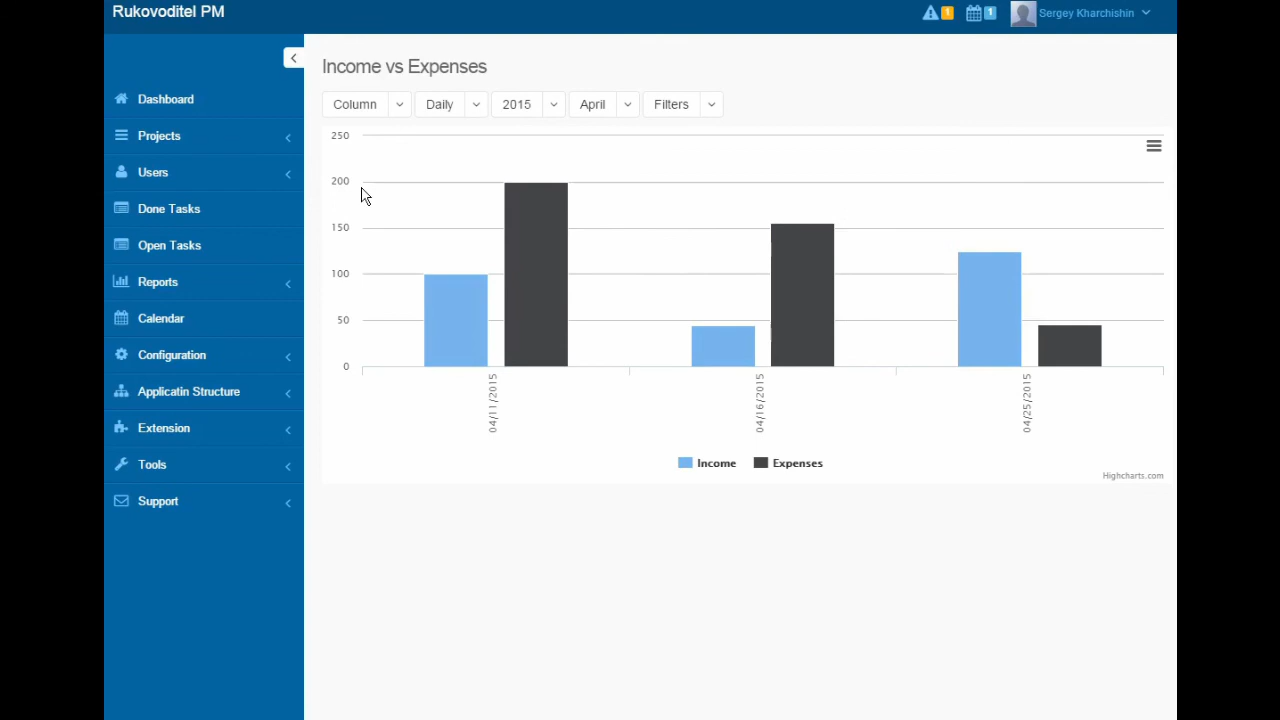 Rukovoditel PM
1
1
Sergey Kharchishin
Dashboard
Projects
Users
Done Tasks
Open Tasks
Reports
Calendar
Configuration
Applicatin Structure
Extension
Tools
Support
Income vs Expenses
Column Daily 2015 April Filters
250
200
150
100
50
0
04/11/2015
04/16/2015
04/25/2015
Income Expenses
Highcharts.com